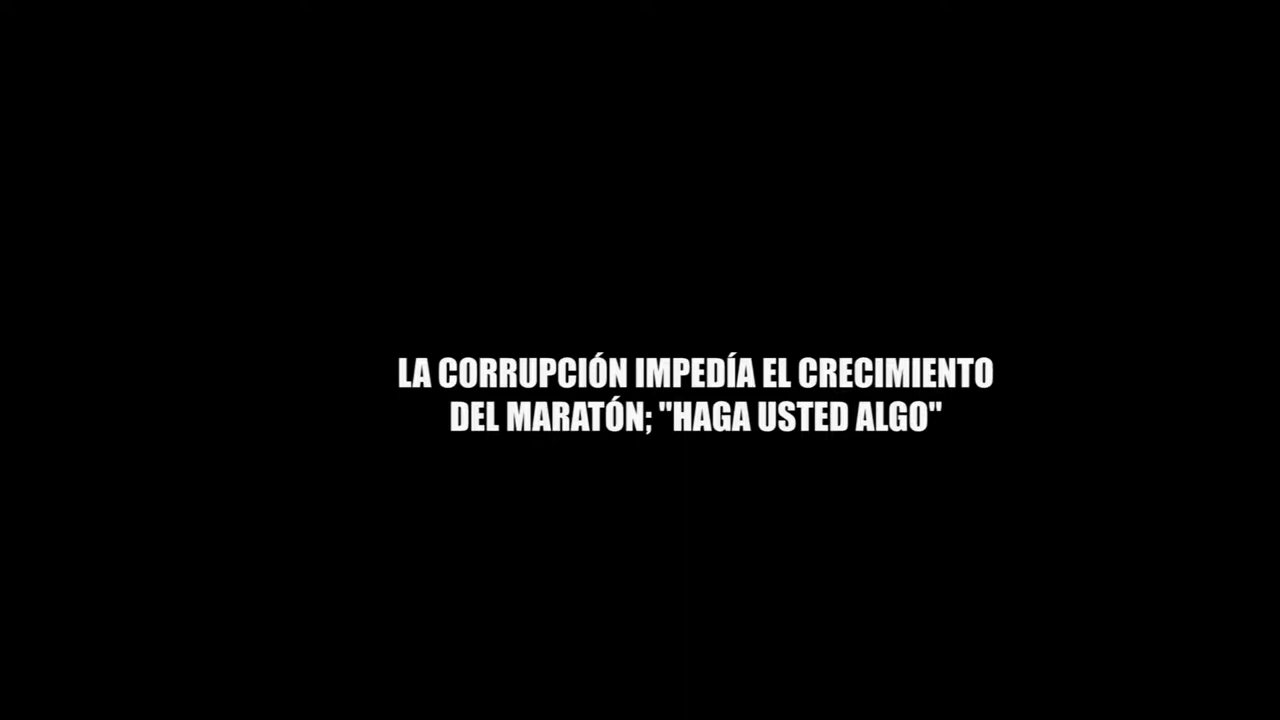 LA CORRUPCIÓN IMPEDÍA EL CRECIMIENTO
DEL MARATÓN; "HAGA USTED ALGO"